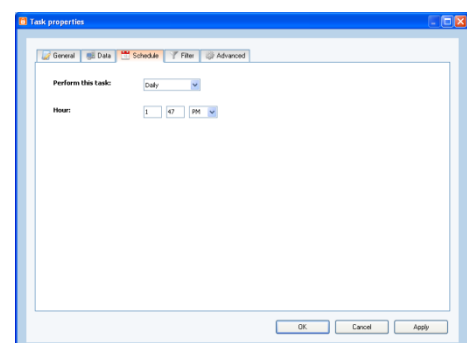 Task properties
General Data Schedule Filter Advanced
Perform this task: Daily
Hour: 1 47 PM
OK Cancel Apply